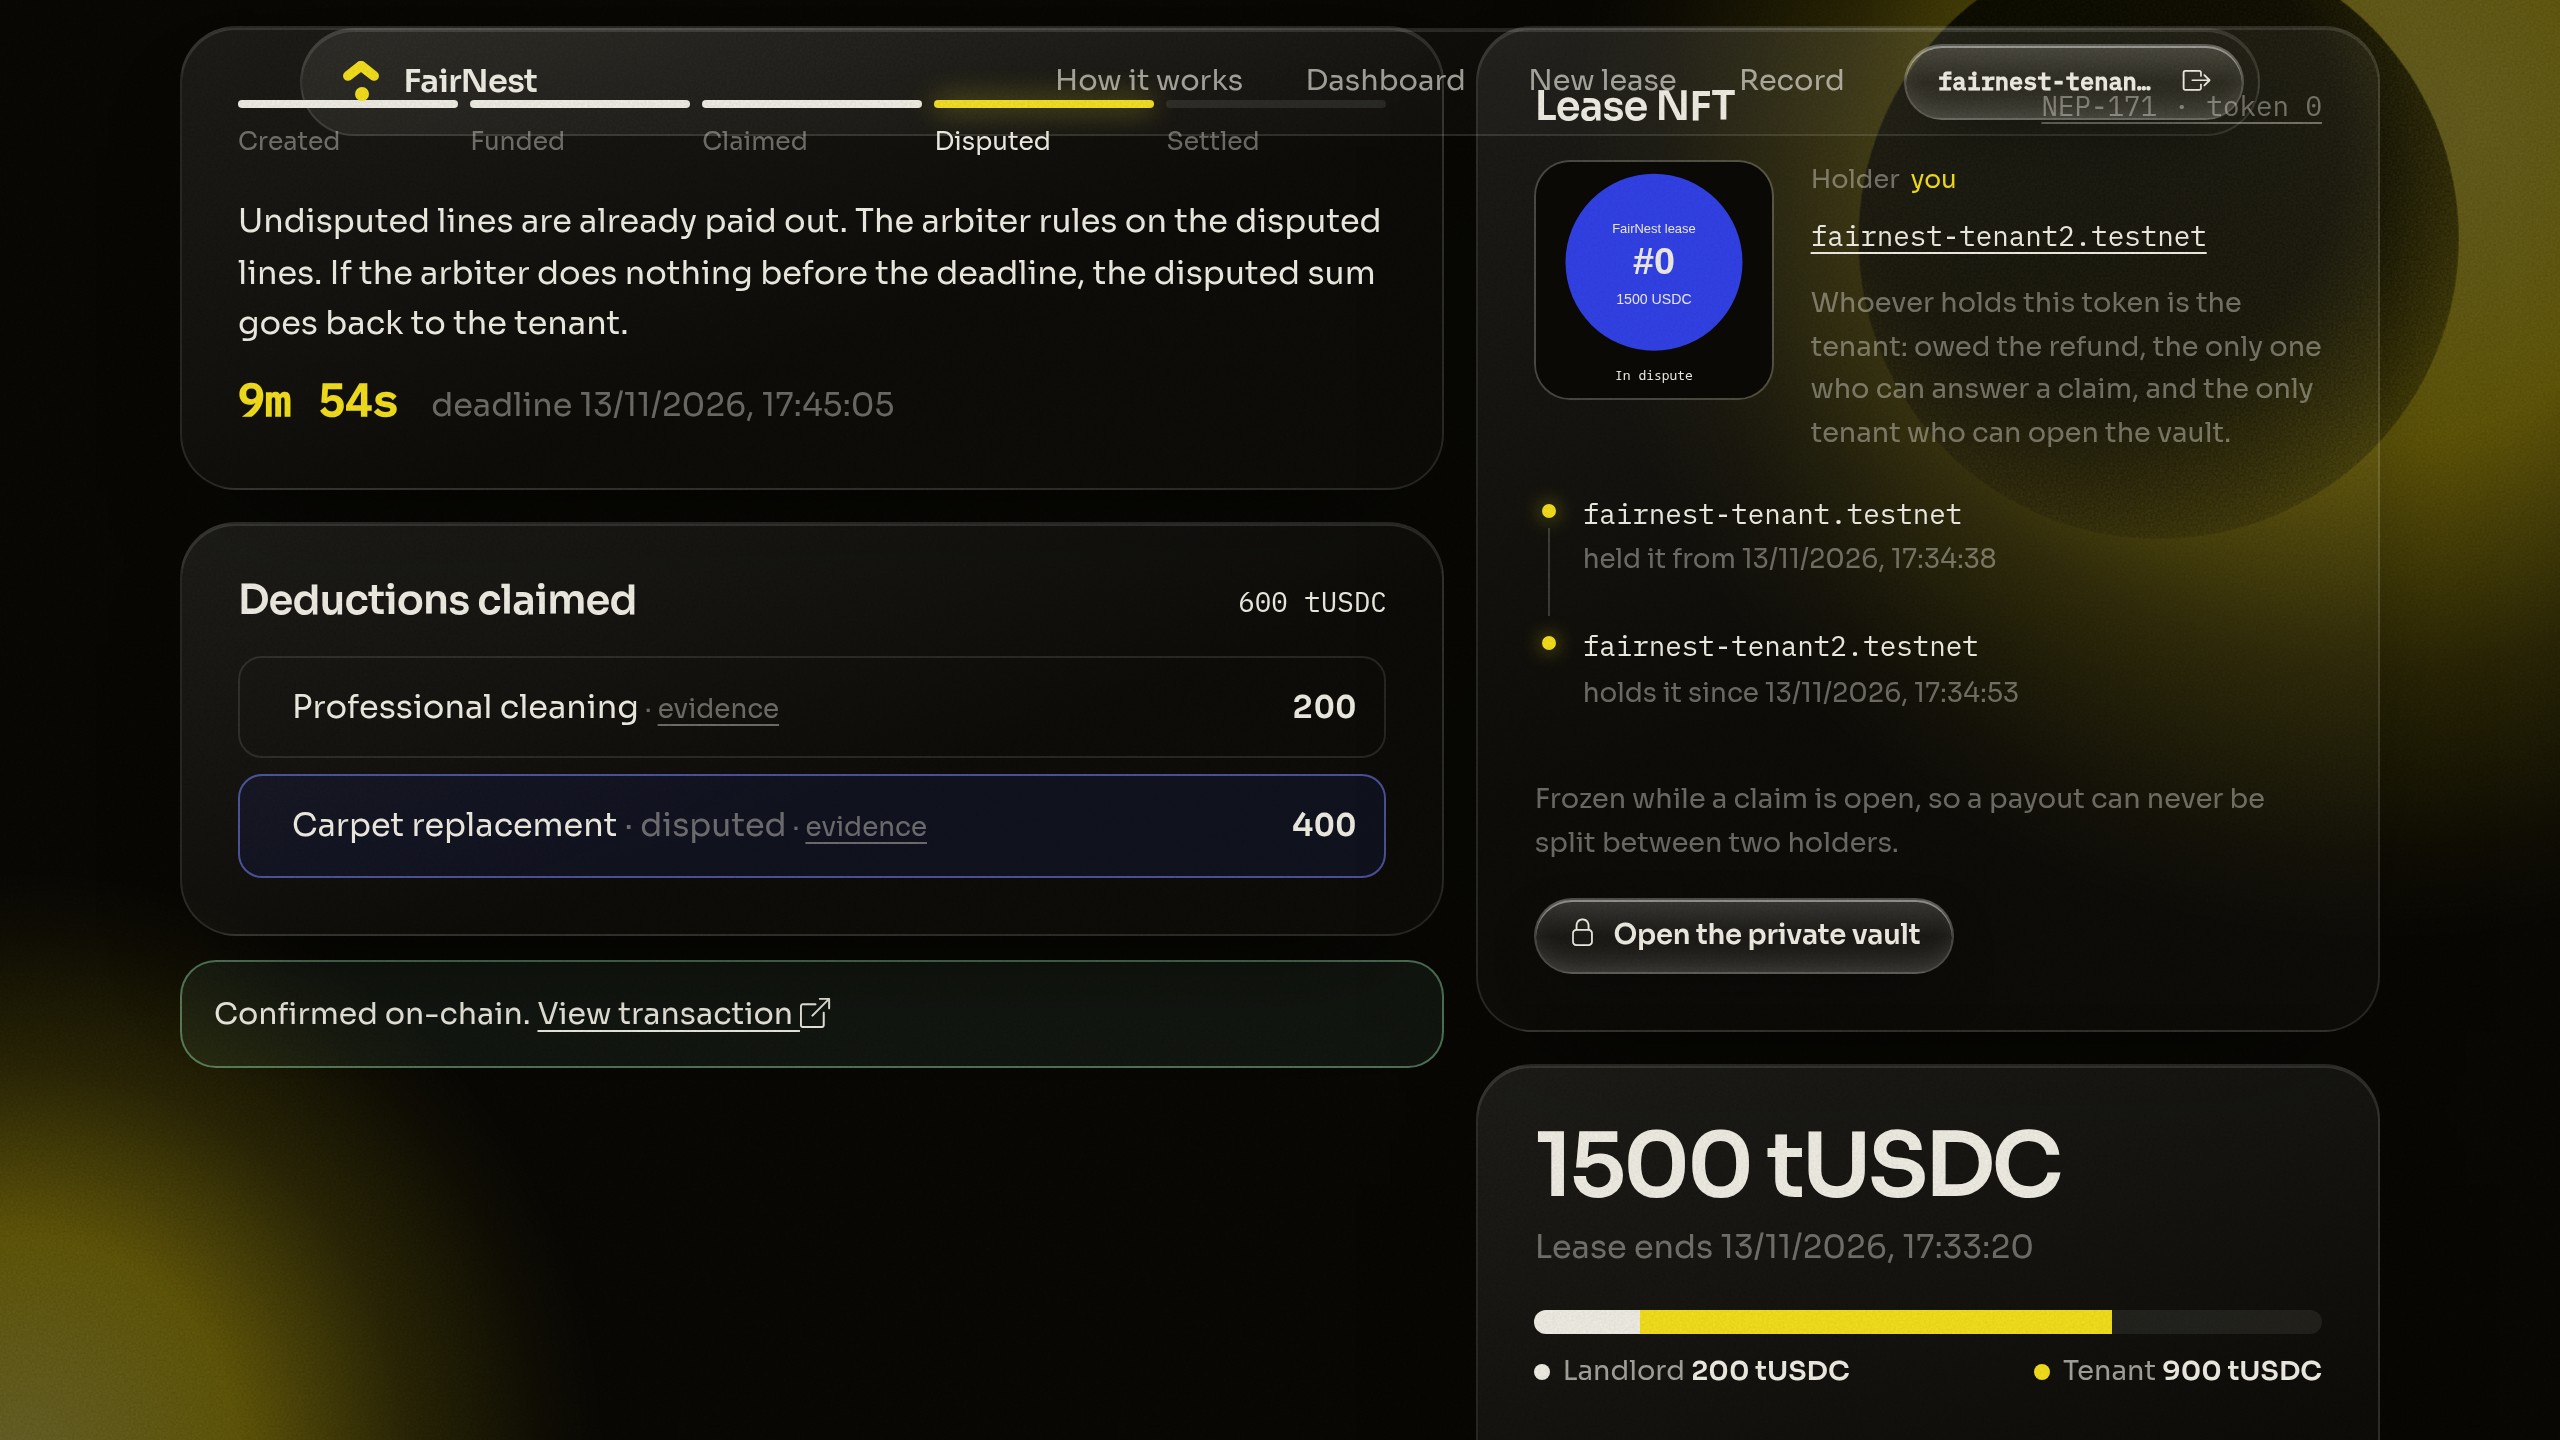 FairNest
How it works
Dashboard
New lease
Record
fairnest-tenan…
Created
Funded
Claimed
Disputed
Settled
Undisputed lines are already paid out. The arbiter rules on the disputed
lines. If the arbiter does nothing before the deadline, the disputed sum
goes back to the tenant.
9m 54s deadline 13/11/2026, 17:45:05
Deductions claimed
600 tUSDC
Professional cleaning · evidence
200
Carpet replacement · disputed · evidence
400
Confirmed on-chain. View transaction
Lease NFT
NEP-171 · token 0
FairNest lease
#0
1500 USDC
In dispute
Holder you
fairnest-tenant2.testnet
Whoever holds this token is the
tenant: owed the refund, the only one
who can answer a claim, and the only
tenant who can open the vault.
fairnest-tenant.testnet
held it from 13/11/2026, 17:34:38
fairnest-tenant2.testnet
holds it since 13/11/2026, 17:34:53
Frozen while a claim is open, so a payout can never be
split between two holders.
Open the private vault
1500 tUSDC
Lease ends 13/11/2026, 17:33:20
Landlord 200 tUSDC
Tenant 900 tUSDC